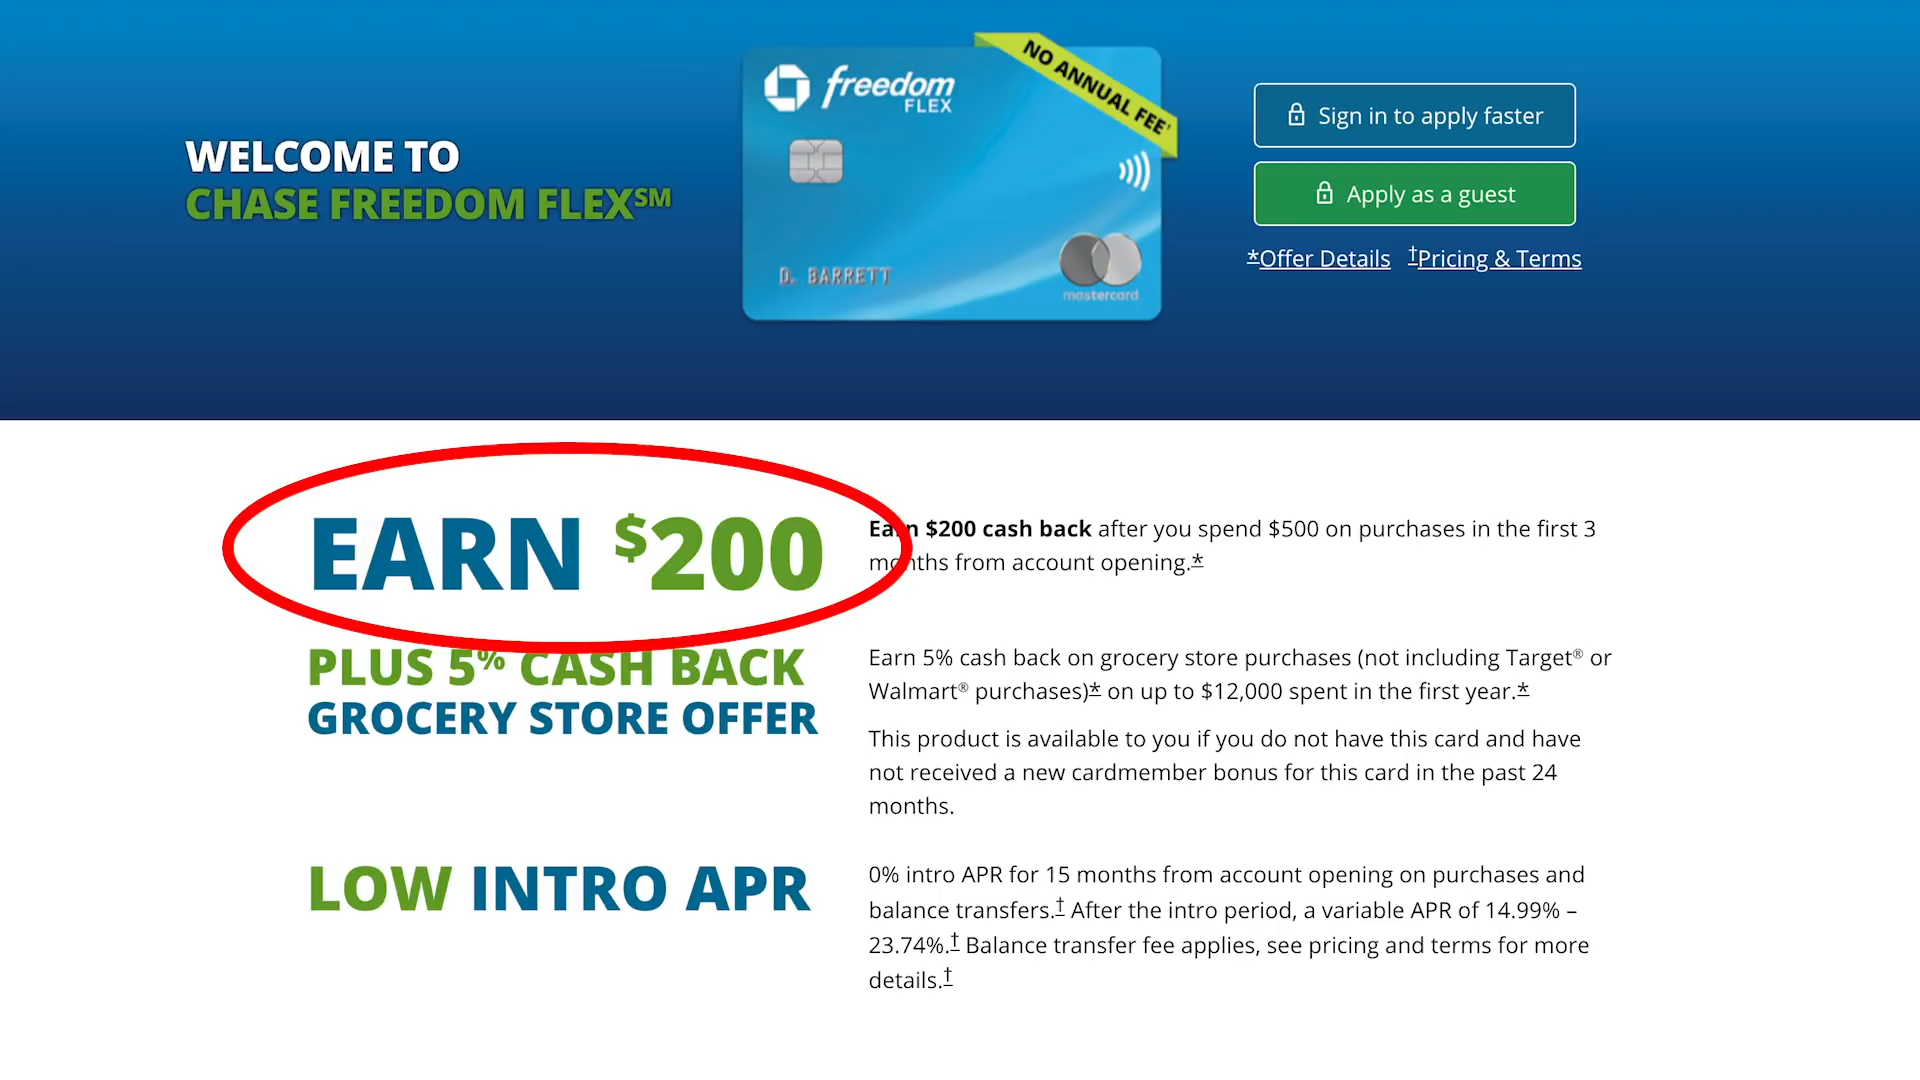 freedom
FLEX
NO ANNUAL FEE†
D. BARRETT
mastercard
WELCOME TO
CHASE FREEDOM FLEX℠
Sign in to apply faster
Apply as a guest
*Offer Details †Pricing & Terms
EARN $200
Earn $200 cash back after you spend $500 on purchases in the first 3
months from account opening.*
PLUS 5% CASH BACK
GROCERY STORE OFFER
Earn 5% cash back on grocery store purchases (not including Target® or
Walmart® purchases)* on up to $12,000 spent in the first year.*
This product is available to you if you do not have this card and have
not received a new cardmember bonus for this card in the past 24
months.
LOW INTRO APR
0% intro APR for 15 months from account opening on purchases and
balance transfers.† After the intro period, a variable APR of 14.99% –
23.74%.† Balance transfer fee applies, see pricing and terms for more
details.†